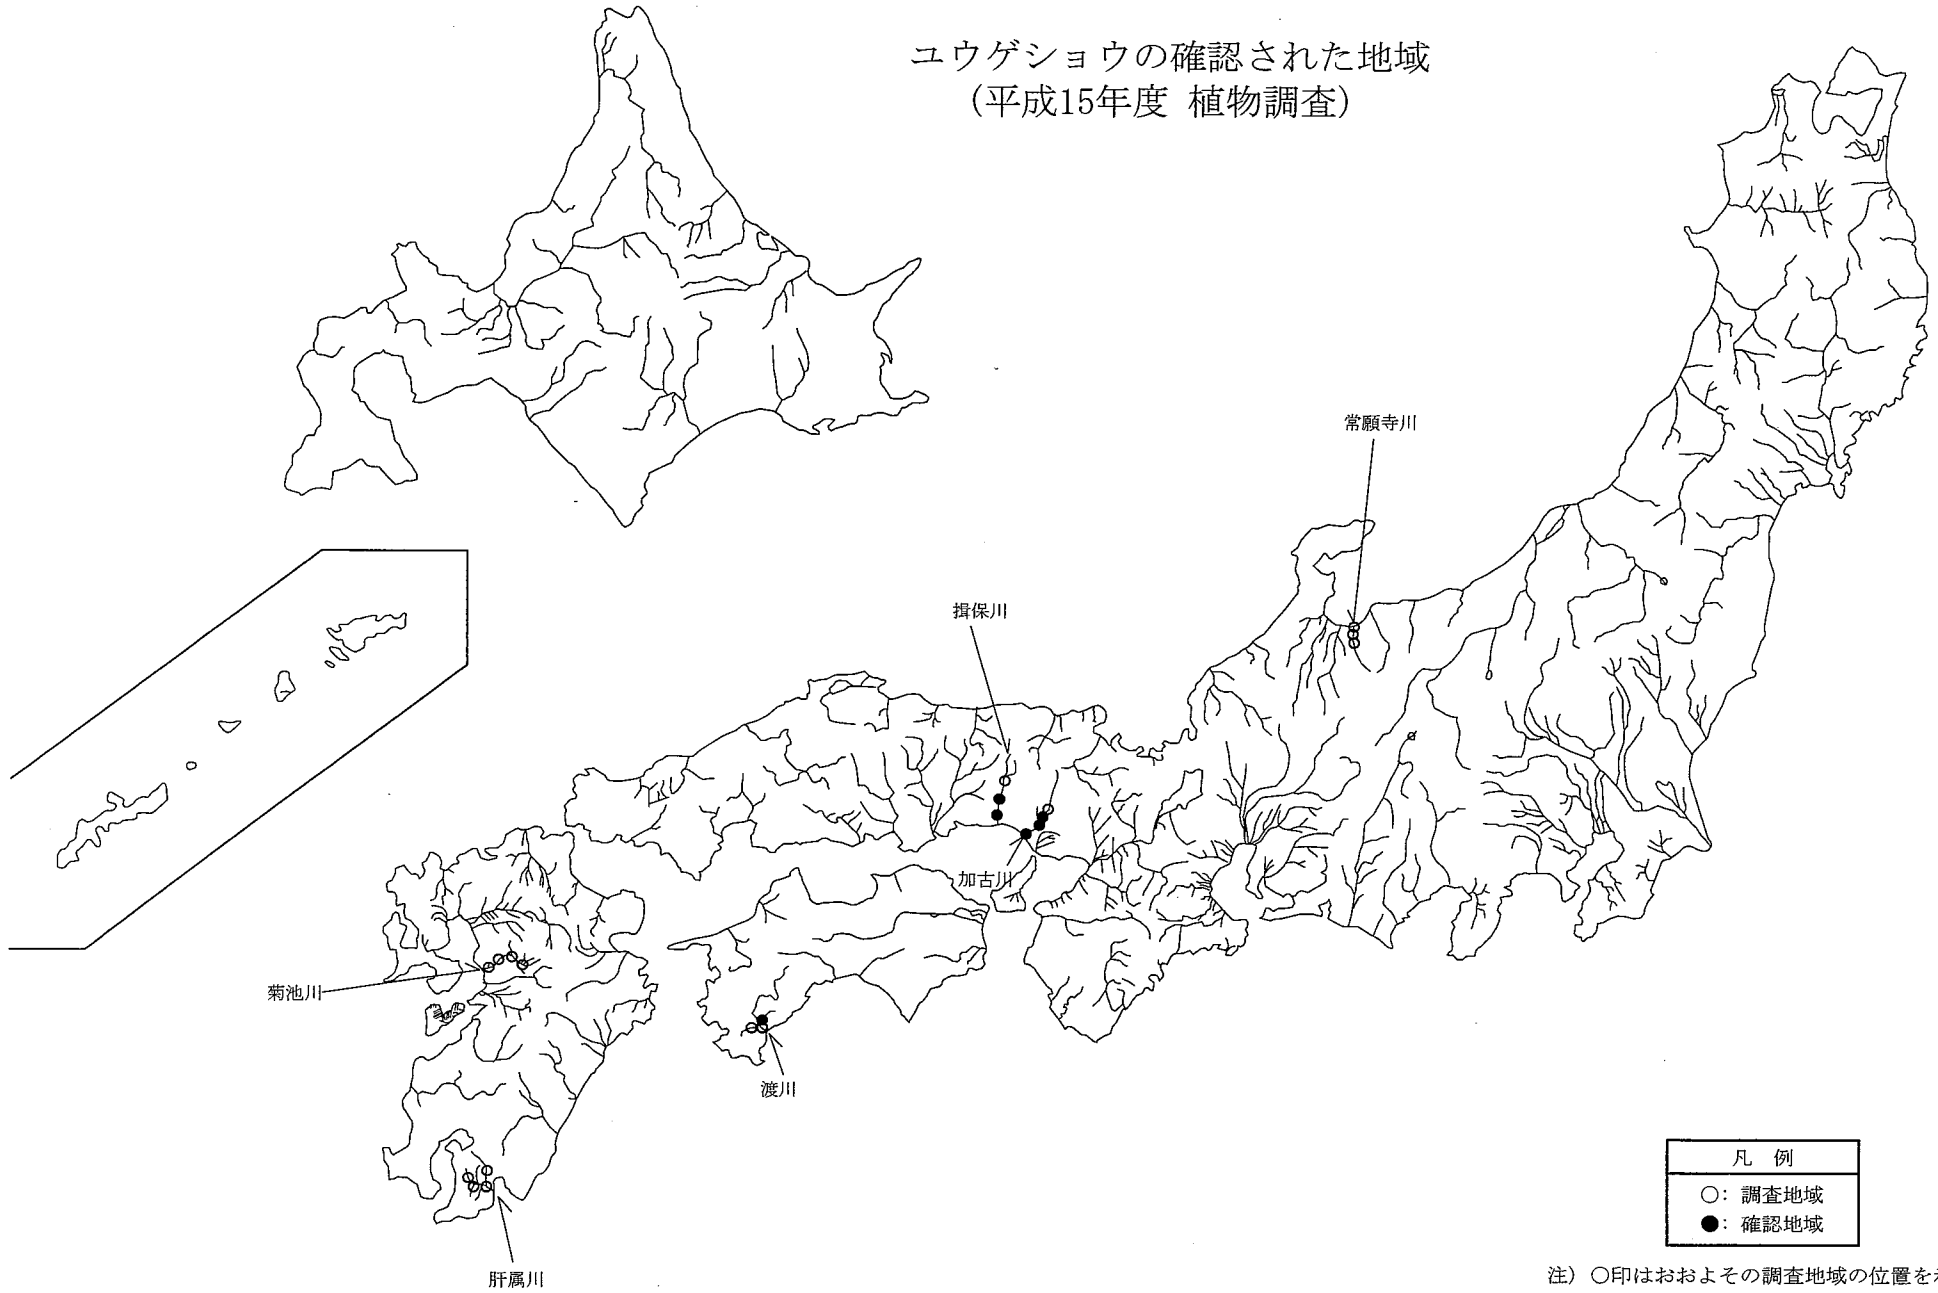 ユウゲショウの確認された地域
(平成15年度 植物調査)
常願寺川
揖保川
加古川
菊池川
渡川
肝属川
凡 例
○: 調査地域
●: 確認地域
注) ○印はおおよその調査地域の位置を